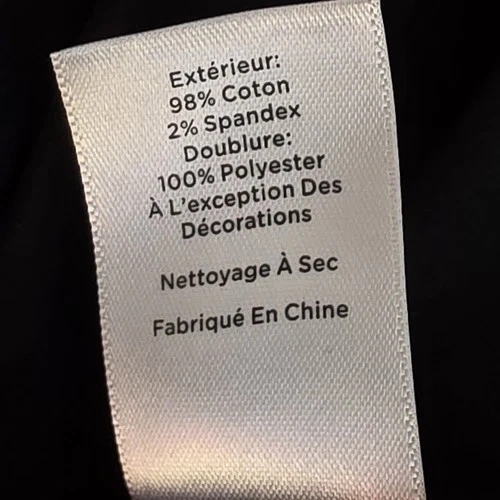 Extérieur:
98% Coton
2% Spandex
Doublure:
100% Polyester
À L'exception Des
Décorations
Nettoyage À Sec
Fabriqué En Chine